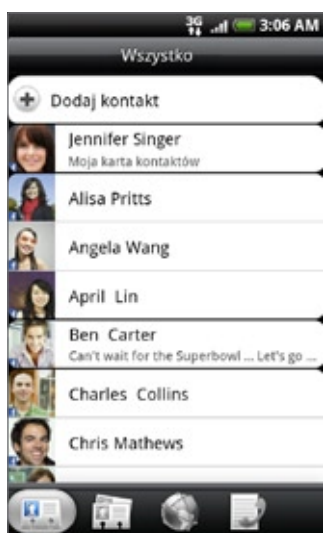 3G 3:06 AM
Wszystko
Dodaj kontakt
Jennifer Singer
Moja karta kontaktów
Alisa Pritts
Angela Wang
April Lin
Ben Carter
Can't wait for the Superbowl ... Let's go ...
Charles Collins
Chris Mathews